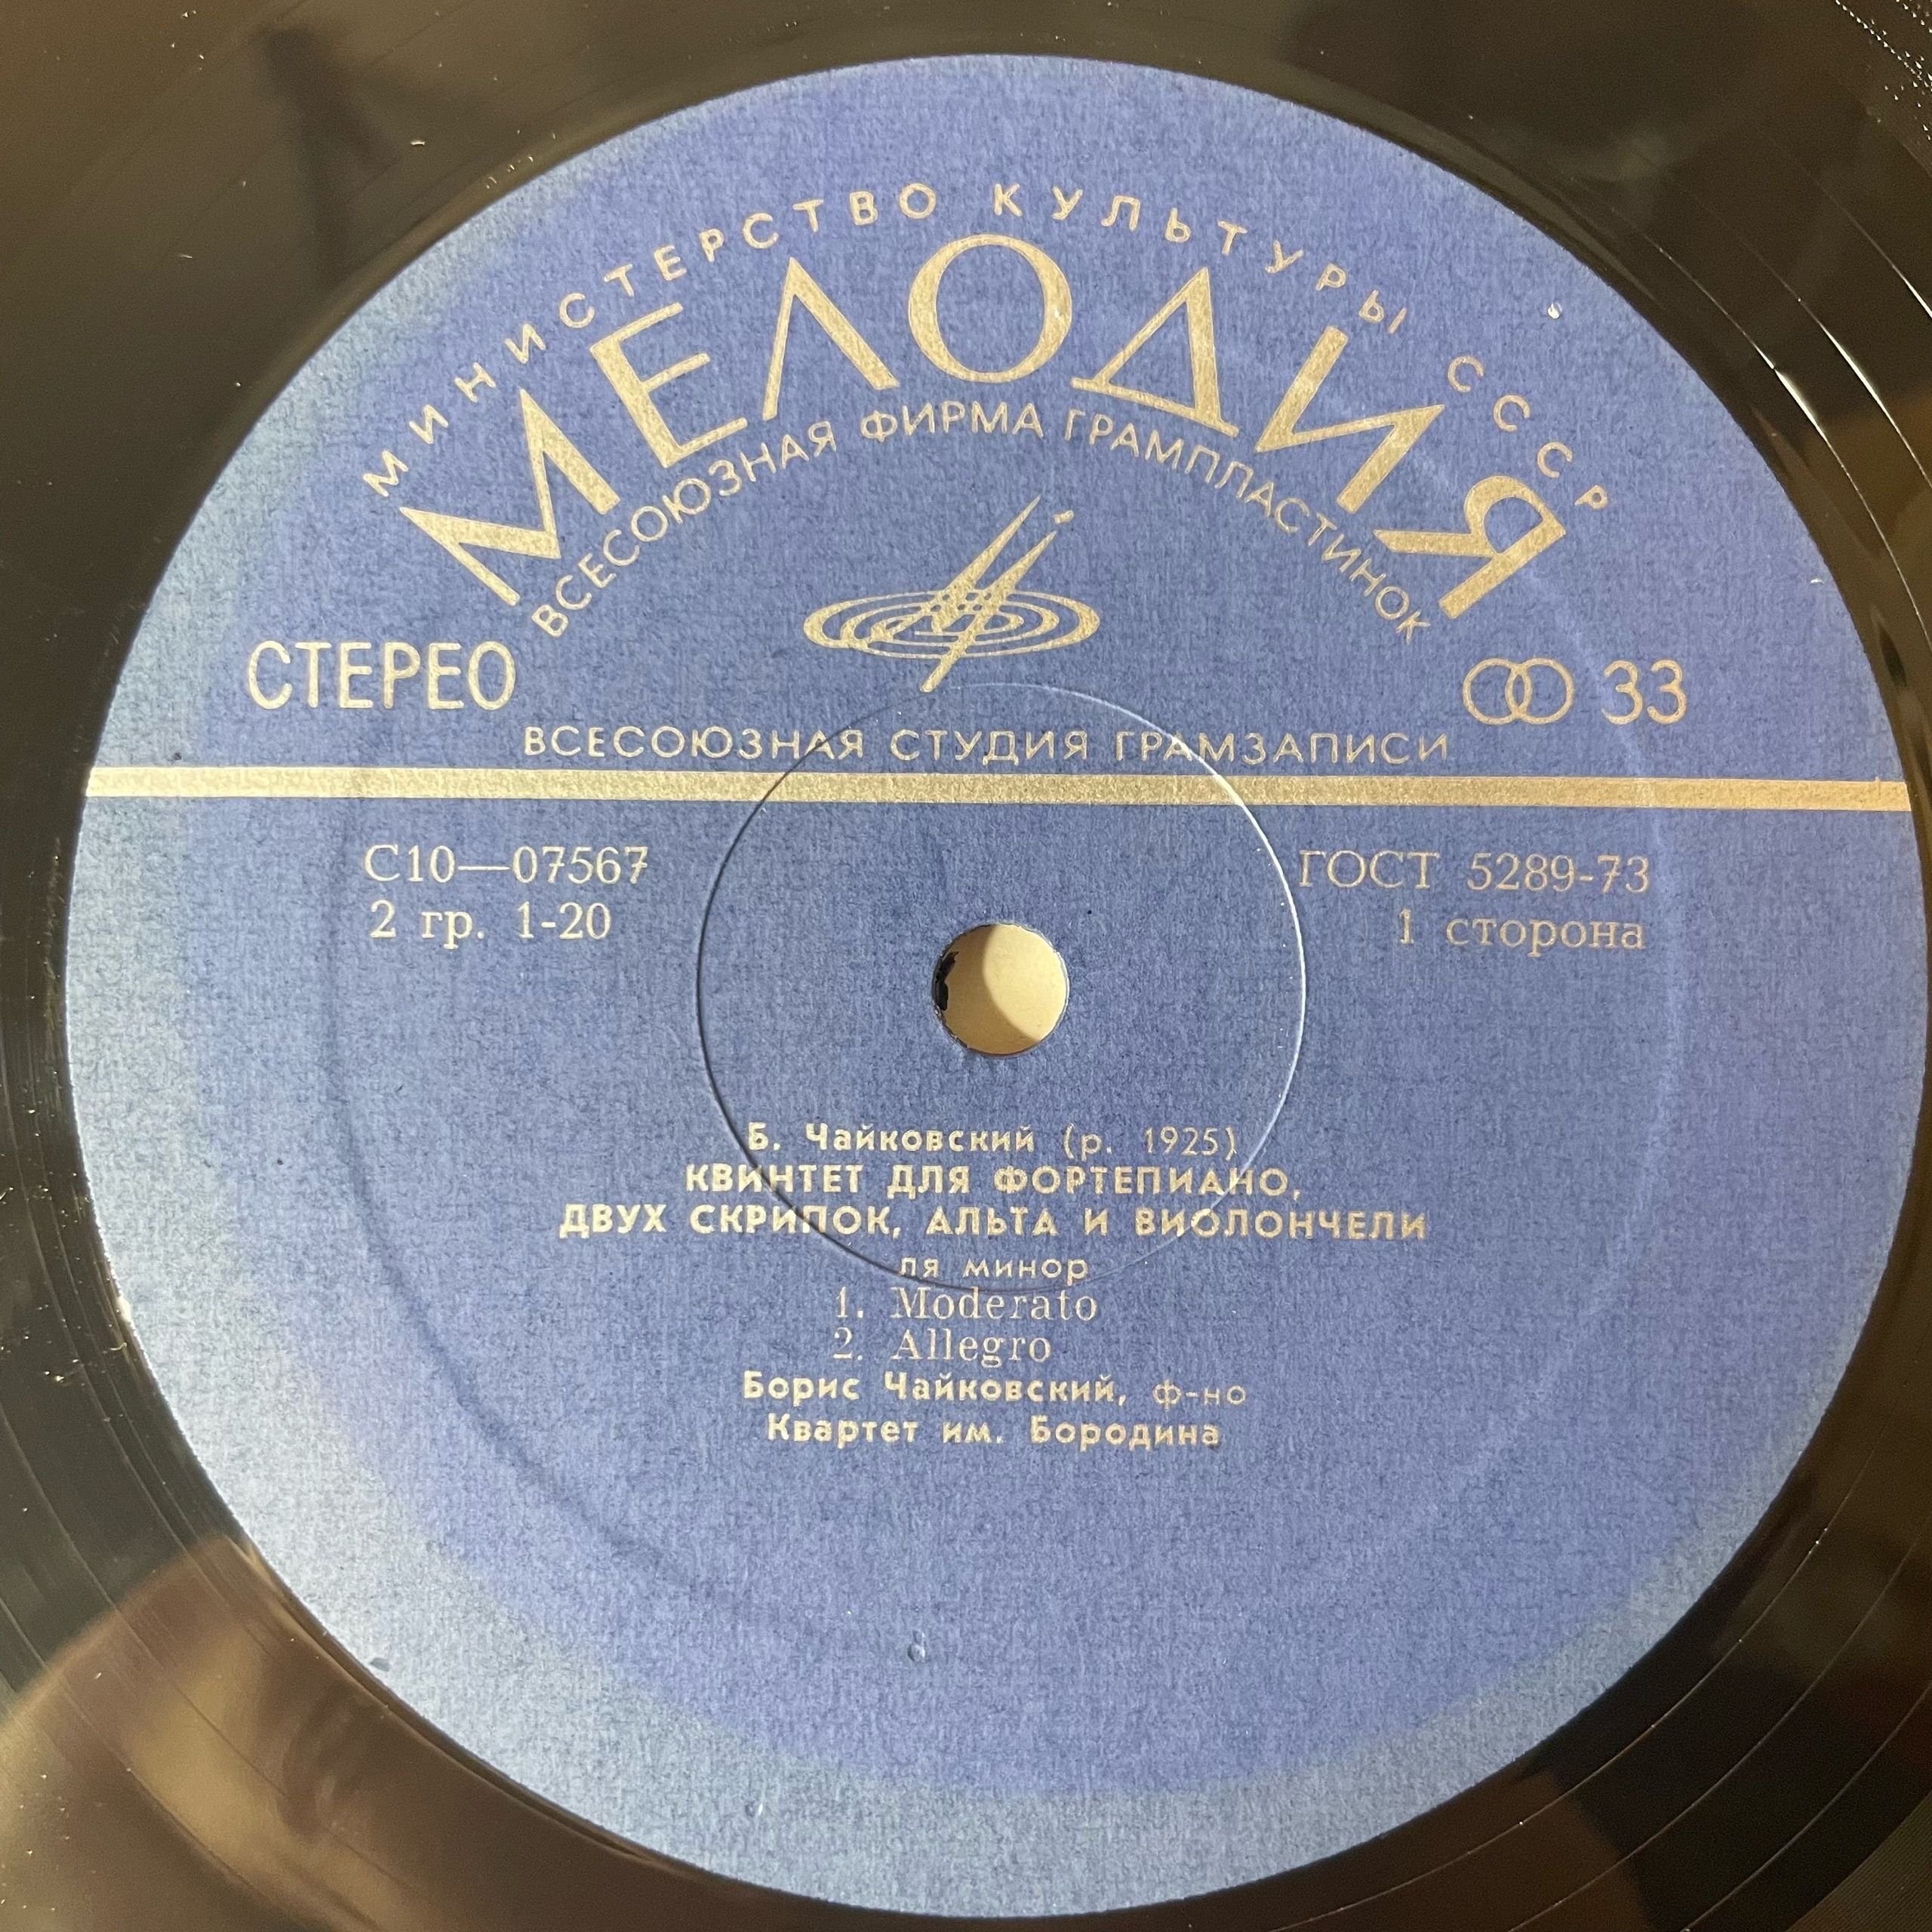 МИНИСТЕРСТВО КУЛЬТУРЫ СССР
МЕЛОДИЯ
ВСЕСОЮЗНАЯ ФИРМА ГРАМПЛАСТИНОК
СТЕРЕО
33
ВСЕСОЮЗНАЯ СТУДИЯ ГРАМЗАПИСИ
С10—07567
ГОСТ 5289-73
2 гр. 1-20
1 сторона
Б. Чайковский (р. 1925)
КВИНТЕТ ДЛЯ ФОРТЕПИАНО,
ДВУХ СКРИПОК, АЛЬТА И ВИОЛОНЧЕЛИ
ля минор
1. Moderato
2. Allegro
Борис Чайковский, ф-но
Квартет им. Бородина